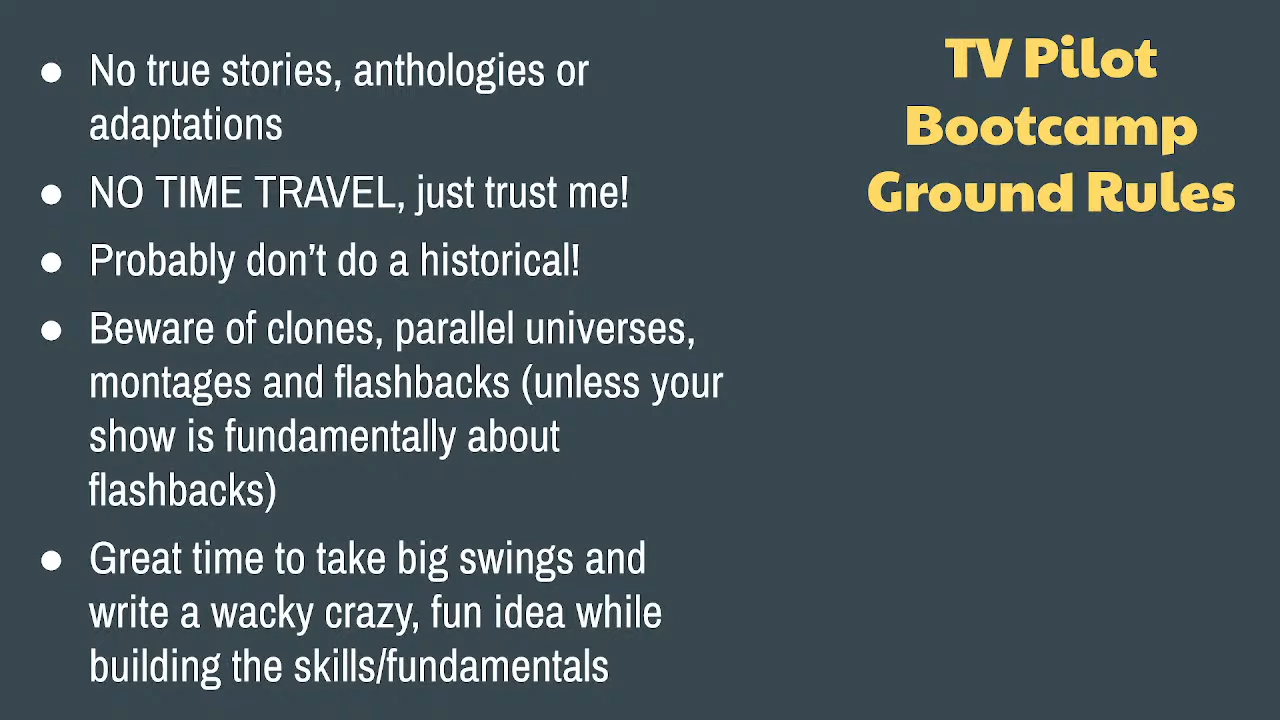 TV Pilot
Bootcamp
Ground Rules
● No true stories, anthologies or
adaptations
● NO TIME TRAVEL, just trust me!
● Probably don’t do a historical!
● Beware of clones, parallel universes,
montages and flashbacks (unless your
show is fundamentally about
flashbacks)
● Great time to take big swings and
write a wacky crazy, fun idea while
building the skills/fundamentals